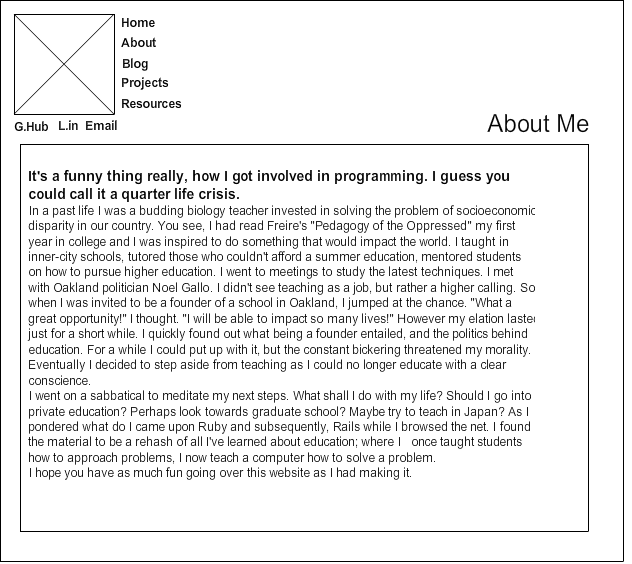 Home
About
Blog
Projects
Resources
G.Hub L.in Email
About Me
It's a funny thing really, how I got involved in programming. I guess you
could call it a quarter life crisis.
In a past life I was a budding biology teacher invested in solving the problem of socioeconomic
disparity in our country. You see, I had read Freire's "Pedagogy of the Oppressed" my first
year in college and I was inspired to do something that would impact the world. I taught in
inner-city schools, tutored those who couldn't afford a summer education, mentored students
on how to pursue higher education. I went to meetings to study the latest techniques. I met
with Oakland politician Noel Gallo. I didn't see teaching as a job, but rather a higher calling. So
when I was invited to be a founder of a school in Oakland, I jumped at the chance. "What a
great opportunity!" I thought. "I will be able to impact so many lives!" However my elation lasted
just for a short while. I quickly found out what being a founder entailed, and the politics behind
education. For a while I could put up with it, but the constant bickering threatened my morality.
Eventually I decided to step aside from teaching as I could no longer educate with a clear
conscience.
I went on a sabbatical to meditate my next steps. What shall I do with my life? Should I go into
private education? Perhaps look towards graduate school? Maybe try to teach in Japan? As I
pondered what do I came upon Ruby and subsequently, Rails while I browsed the net. I found
the material to be a rehash of all I've learned about education; where I once taught students
how to approach problems, I now teach a computer how to solve a problem.
I hope you have as much fun going over this website as I had making it.